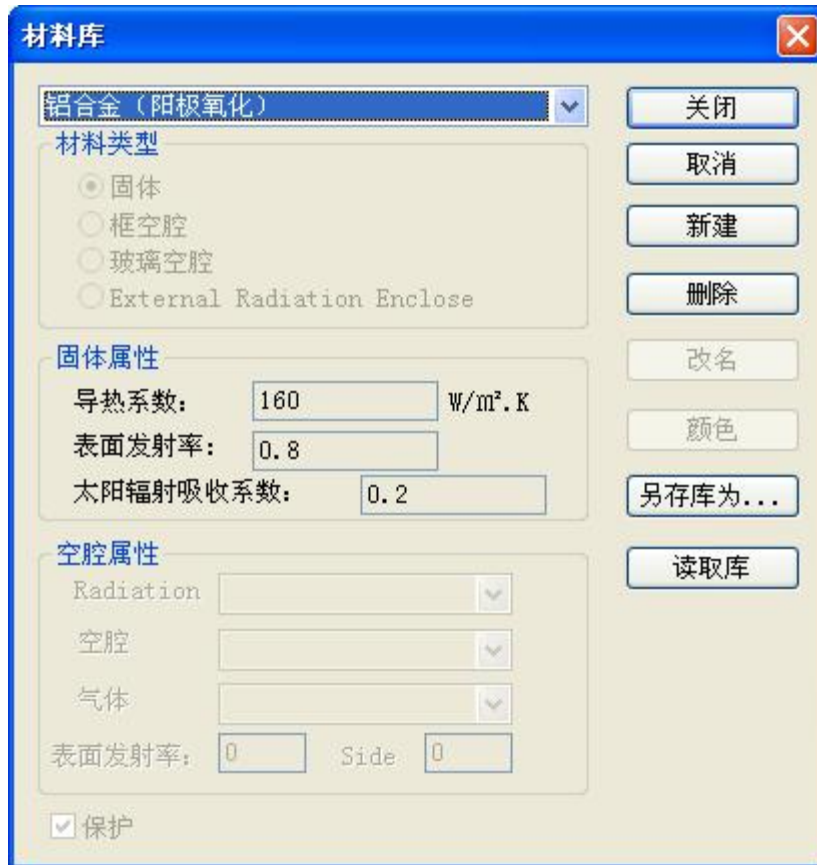 材料库
铝合金（阳极氧化）
关闭
材料类型
取消
固体
框空腔
新建
玻璃空腔
External Radiation Enclose
删除
固体属性
改名
导热系数： 160 W/m².K
颜色
表面发射率： 0.8
太阳辐射吸收系数： 0.2
另存库为...
空腔属性
读取库
Radiation
空腔
气体
表面发射率： 0 Side 0
保护